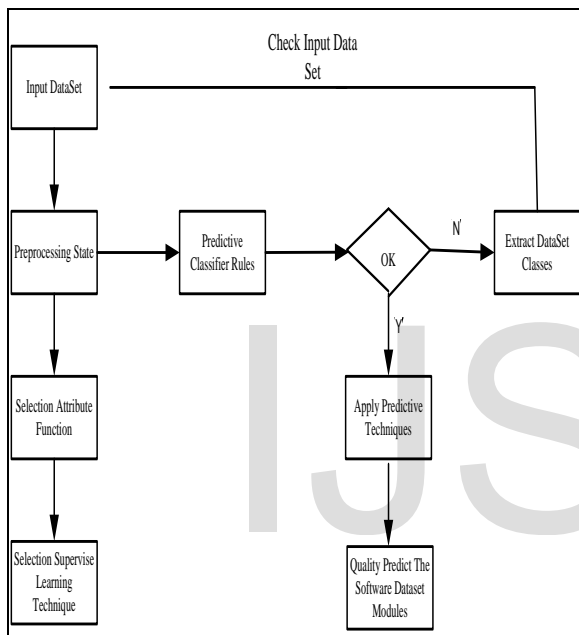 Check Input Data
Set
Input DataSet
Preprocessing State
Predictive
Classifier Rules
OK
N'
Extract DataSet
Classes
'Y'
Selection Attribute
Function
Apply Predictive
Techniques
Selection Supervise
Learning
Technique
Quality Predict The
Software Dataset
Modules
IJS